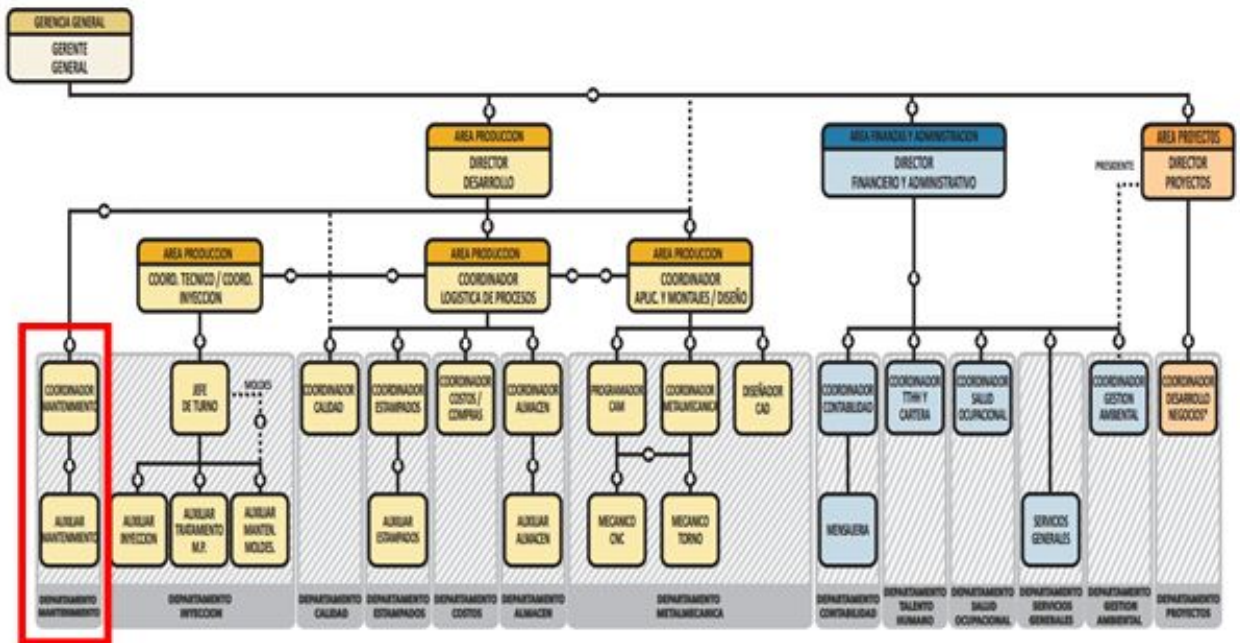 GERENCIA GENERAL
GERENTE
GENERAL
AREA PRODUCCION
DIRECTOR
DESARROLLO
AREA FINANZAS Y ADMINISTRACION
DIRECTOR
FINANCIERO Y ADMINISTRATIVO
AREA PROYECTOS
DIRECTOR
PROYECTOS
PRESIDENTE
AREA PRODUCCION
COORD. TECNICO / COORD.
INYECCION
AREA PRODUCCION
COORDINADOR
LOGISTICA DE PROCESOS
AREA PRODUCCION
COORDINADOR
APLIC. Y MONTAJES / DISEÑO
COORDINADOR
MANTENIMIENTO
JEFE
DE TURNO
MOLDES
COORDINADOR
CALIDAD
COORDINADOR
ESTAMPADOS
COORDINADOR
COSTOS /
COMPRAS
COORDINADOR
ALMACEN
PROGRAMADOR
CAM
COORDINADOR
METALMECANICA
DISEÑADOR
CAD
COORDINADOR
CONTABILIDAD
COORDINADOR
TTHH Y
CARTERA
COORDINADOR
SALUD
OCUPACIONAL
COORDINADOR
GESTION
AMBIENTAL
COORDINADOR
DESARROLLO
NEGOCIOS*
AUXILIAR
MANTENIMIENTO
AUXILIAR
INYECCION
AUXILIAR
TRATAMIENTO
M.P.
AUXILIAR
MANTEN.
MOLDES.
AUXILIAR
ESTAMPADOS
AUXILIAR
ALMACEN
MECANICO
CNC
MECANICO
TORNO
MENSAJERIA
SERVICIOS
GENERALES
DEPARTAMENTO
MANTENIMIENTO
DEPARTAMENTO
INYECCION
DEPARTAMENTO
CALIDAD
DEPARTAMENTO
ESTAMPADOS
DEPARTAMENTO
COSTOS
DEPARTAMENTO
ALMACEN
DEPARTAMENTO
METALMECANICA
DEPARTAMENTO
CONTABILIDAD
DEPARTAMENTO
TALENTO
HUMANO
DEPARTAMENTO
SALUD
OCUPACIONAL
DEPARTAMENTO
SERVICIOS
GENERALES
DEPARTAMENTO
GESTION
AMBIENTAL
DEPARTAMENTO
PROYECTOS